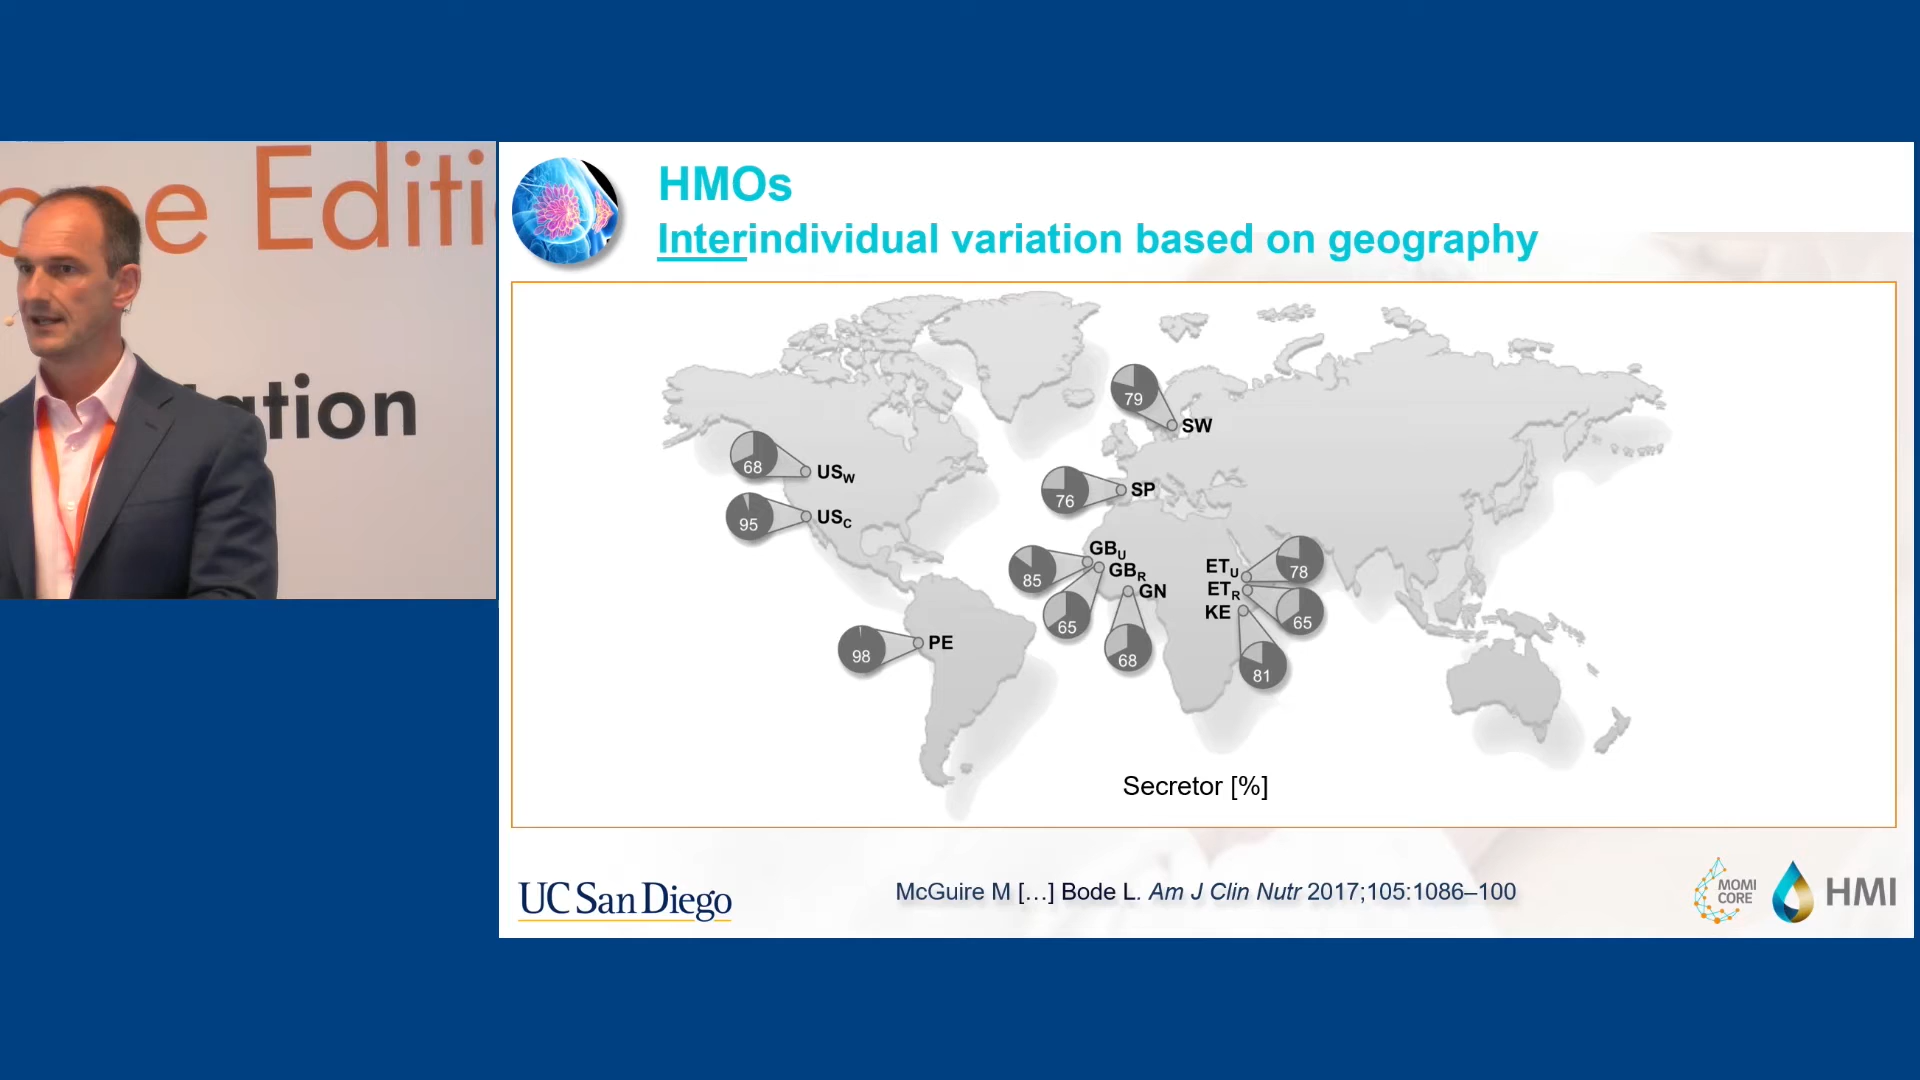 ope Editi
ation
HMOs
Interindividual variation based on geography
79
SW
68
USW
76
SP
95
USC
GBU
85
GBR
65
GN
68
ETU
78
ETR
65
KE
81
98
PE
Secretor [%]
UC San Diego
McGuire M […] Bode L. Am J Clin Nutr 2017;105:1086–100
MOMI
CORE
HMI